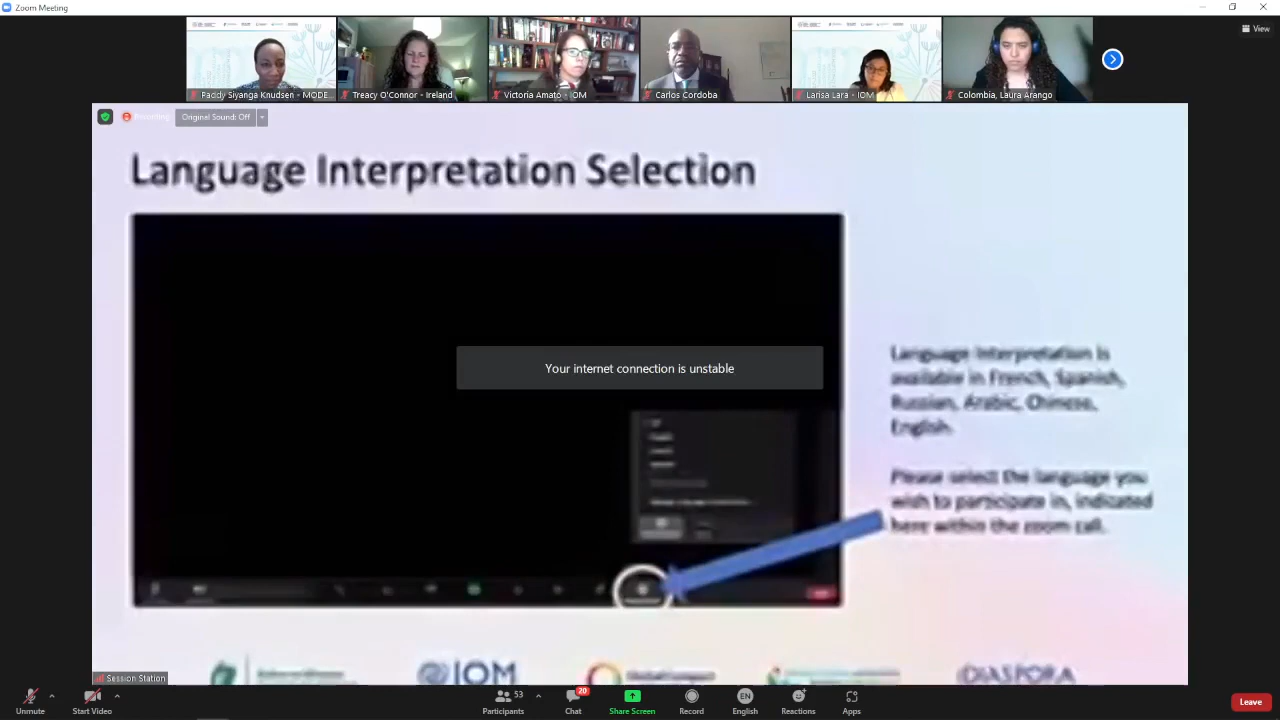 Zoom Meeting
View
Paddy Siyanga Knudsen - MODE...
Treacy O'Connor - Ireland
Victoria Amato - IOM
Carlos Cordoba
Larisa Lara - IOM
Colombia, Laura Arango
Recording
Original Sound: Off
Language Interpretation Selection
Your internet connection is unstable
Language Interpretation is
available in French, Spanish,
Russian, Arabic, Chinese,
English.
Please select the language you
wish to participate in, indicated
here within the zoom call.
IOM
DIASPORA
Session Station
Unmute
Start Video
53
Participants
20
Chat
Share Screen
Record
EN
English
Reactions
Apps
Leave